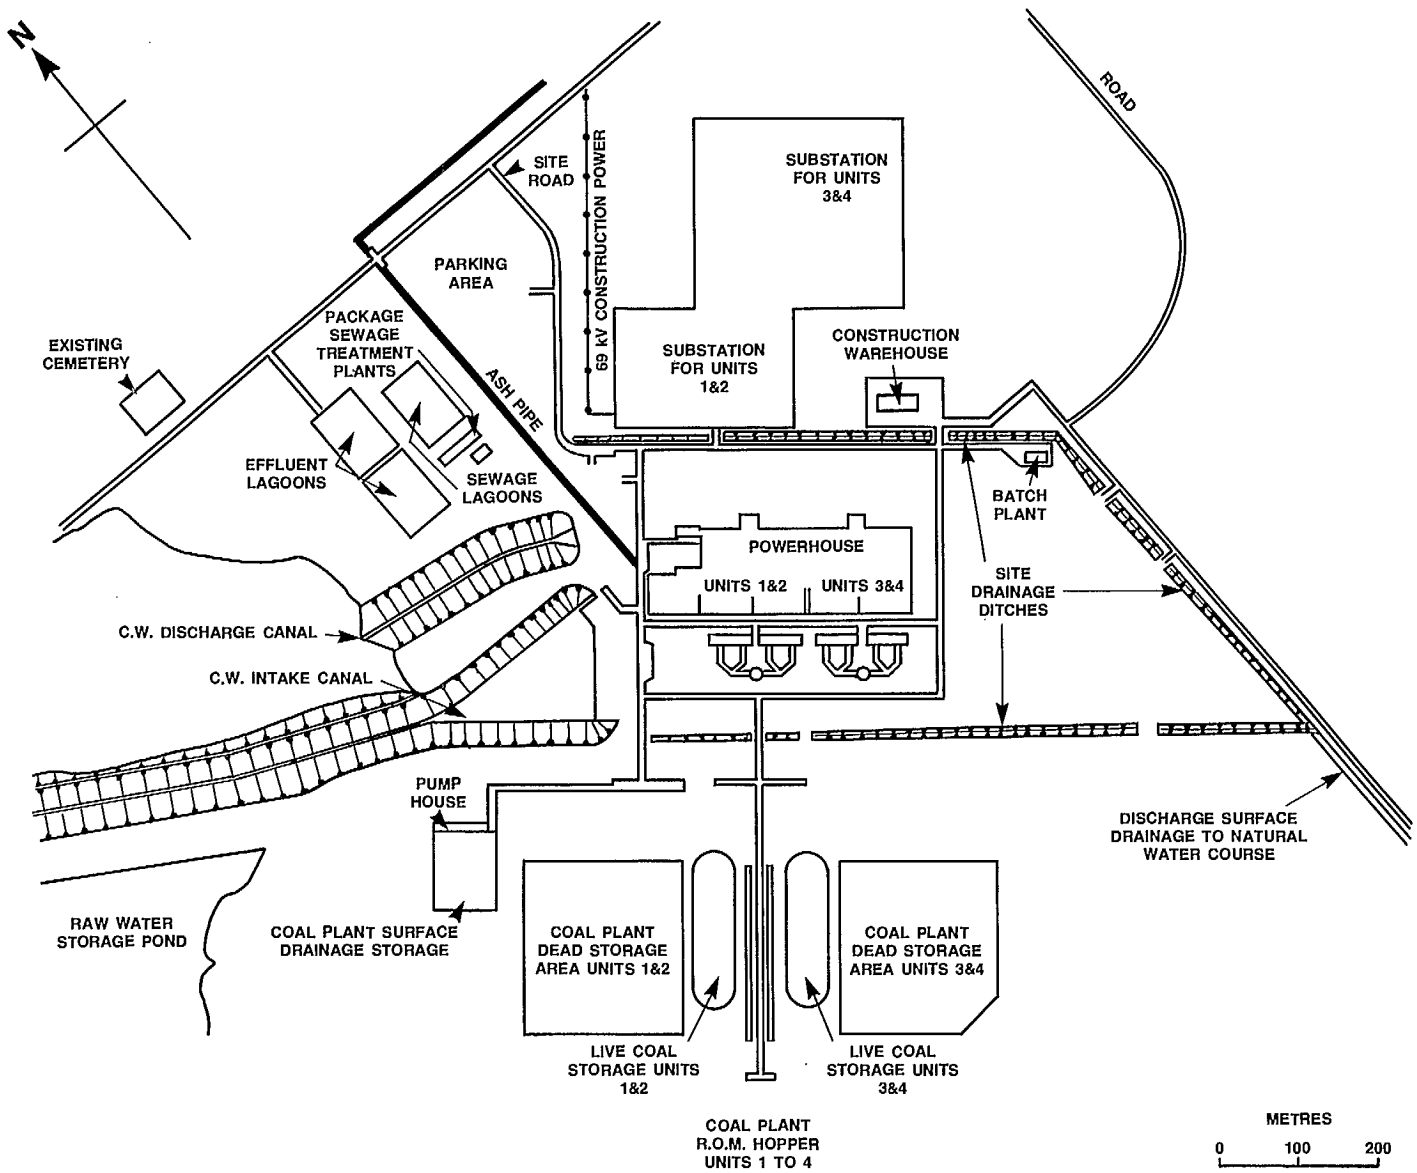 N
ROAD
SITE
ROAD
69 kV CONSTRUCTION POWER
SUBSTATION
FOR UNITS
3&4
PARKING
AREA
PACKAGE
SEWAGE
TREATMENT
PLANTS
EXISTING
CEMETERY
ASH PIPE
SUBSTATION
FOR UNITS
1&2
CONSTRUCTION
WAREHOUSE
EFFLUENT
LAGOONS
SEWAGE
LAGOONS
BATCH
PLANT
POWERHOUSE
UNITS 1&2
UNITS 3&4
SITE
DRAINAGE
DITCHES
C.W. DISCHARGE CANAL
C.W. INTAKE CANAL
PUMP
HOUSE
DISCHARGE SURFACE
DRAINAGE TO NATURAL
WATER COURSE
RAW WATER
STORAGE POND
COAL PLANT SURFACE
DRAINAGE STORAGE
COAL PLANT
DEAD STORAGE
AREA UNITS 1&2
COAL PLANT
DEAD STORAGE
AREA UNITS 3&4
LIVE COAL
STORAGE UNITS
1&2
LIVE COAL
STORAGE UNITS
3&4
COAL PLANT
R.O.M. HOPPER
UNITS 1 TO 4
METRES
0 100 200